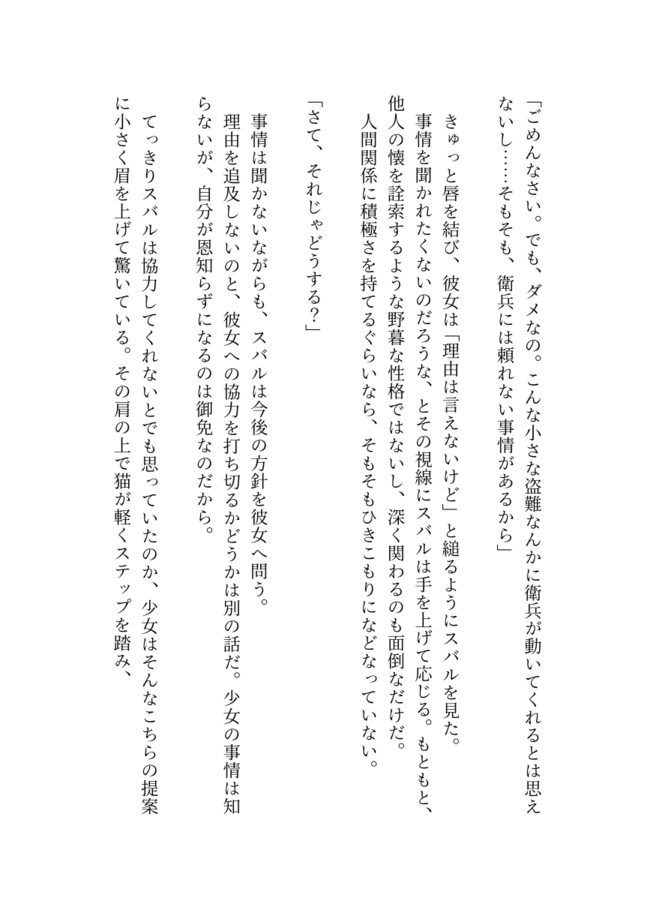 「ごめんなさい。でも、ダメなの。こんな小さな盗難なんかに衛兵が動いてくれるとは思え
ないし……そもそも、衛兵には頼れない事情があるから」
きゅっと唇を結び、彼女は「理由は言えないけど」と縋るようにスバルを見た。
事情を聞かれたくないのだろうな、とその視線にスバルは手を上げて応じる。もともと、
他人の懐を詮索するような野暮な性格ではないし、深く関わるのも面倒なだけだ。
人間関係に積極さを持てるぐらいなら、そもそもひきこもりになどなっていない。
「さて、それじゃどうする？」
事情は聞かないながらも、スバルは今後の方針を彼女へ問う。
理由を追及しないのと、彼女への協力を打ち切るかどうかは別の話だ。少女の事情は知
らないが、自分が恩知らずになるのは御免なのだから。
てっきりスバルは協力してくれないとでも思っていたのか、少女はそんなこちらの提案
に小さく眉を上げて驚いている。その肩の上で猫が軽くステップを踏み、